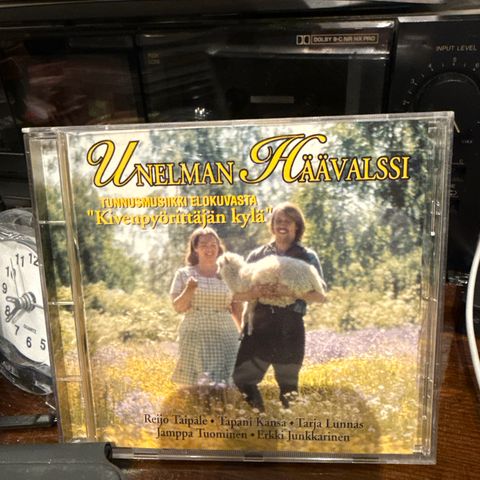 DOLBY B-C NR HX PRO
INPUT LEVEL
UNELMAN HÄÄVALSSI
TUNNUSMUSIIKKI ELOKUVASTA
"Kivenpyörittäjän kylä"
Reijo Taipale • Tapani Kansa • Tarja Lunnas
Jamppa Tuominen • Erkki Junkkarinen
QUARTZ